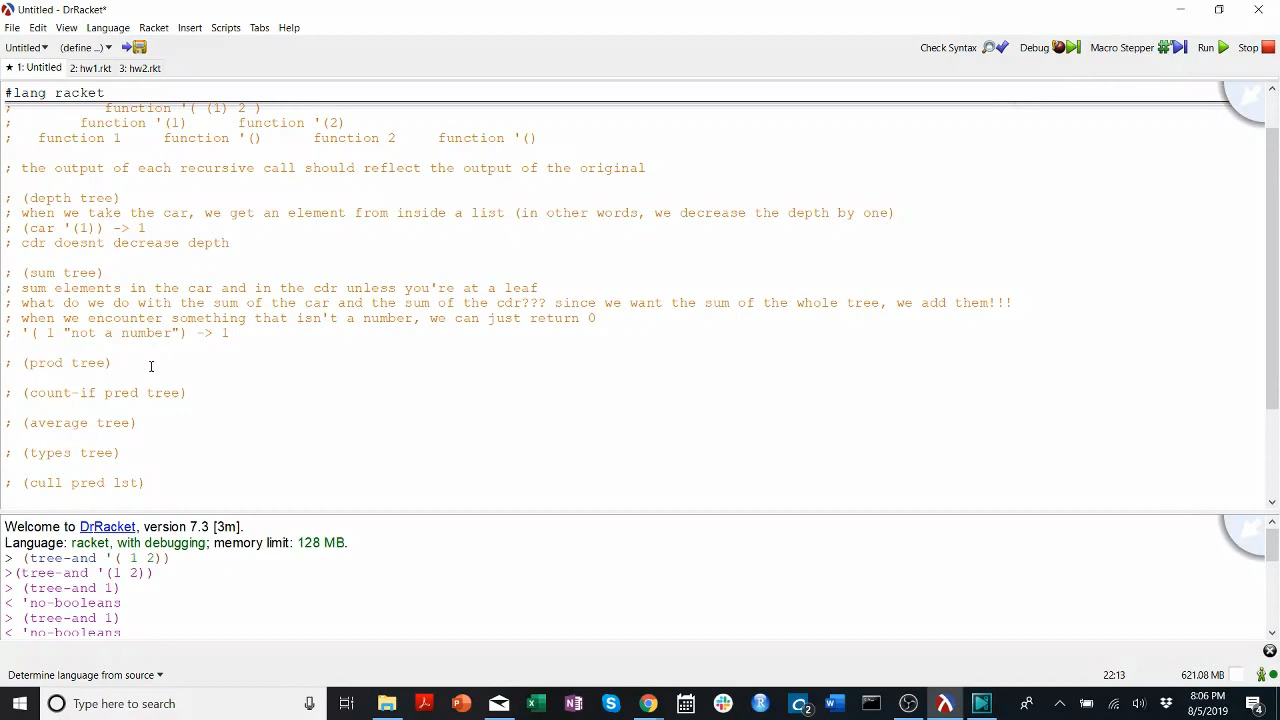 Untitled - DrRacket*
File Edit View Language Racket Insert Scripts Tabs Help
Untitled▾ (define ...)▾ Check Syntax Debug Macro Stepper Run Stop
★ 1: Untitled 2: hw1.rkt 3: hw2.rkt
#lang racket
; function '( (1) 2 )
; function '(1) function '(2)
; function 1 function '() function 2 function '()
; the output of each recursive call should reflect the output of the original
; (depth tree)
; when we take the car, we get an element from inside a list (in other words, we decrease the depth by one)
; (car '(1)) -> 1
; cdr doesnt decrease depth
; (sum tree)
; sum elements in the car and in the cdr unless you're at a leaf
; what do we do with the sum of the car and the sum of the cdr??? since we want the sum of the whole tree, we add them!!!
; when we encounter something that isn't a number, we can just return 0
; '( 1 "not a number") -> 1
; (prod tree)
; (count-if pred tree)
; (average tree)
; (types tree)
; (cull pred lst)
Welcome to DrRacket, version 7.3 [3m].
Language: racket, with debugging; memory limit: 128 MB.
> (tree-and '( 1 2))
>(tree-and '(1 2))
> (tree-and 1)
< 'no-booleans
> (tree-and 1)
< 'no-booleans
Determine language from source▾ 22:13 621.08 MB
Type here to search
8:06 PM
8/5/2019